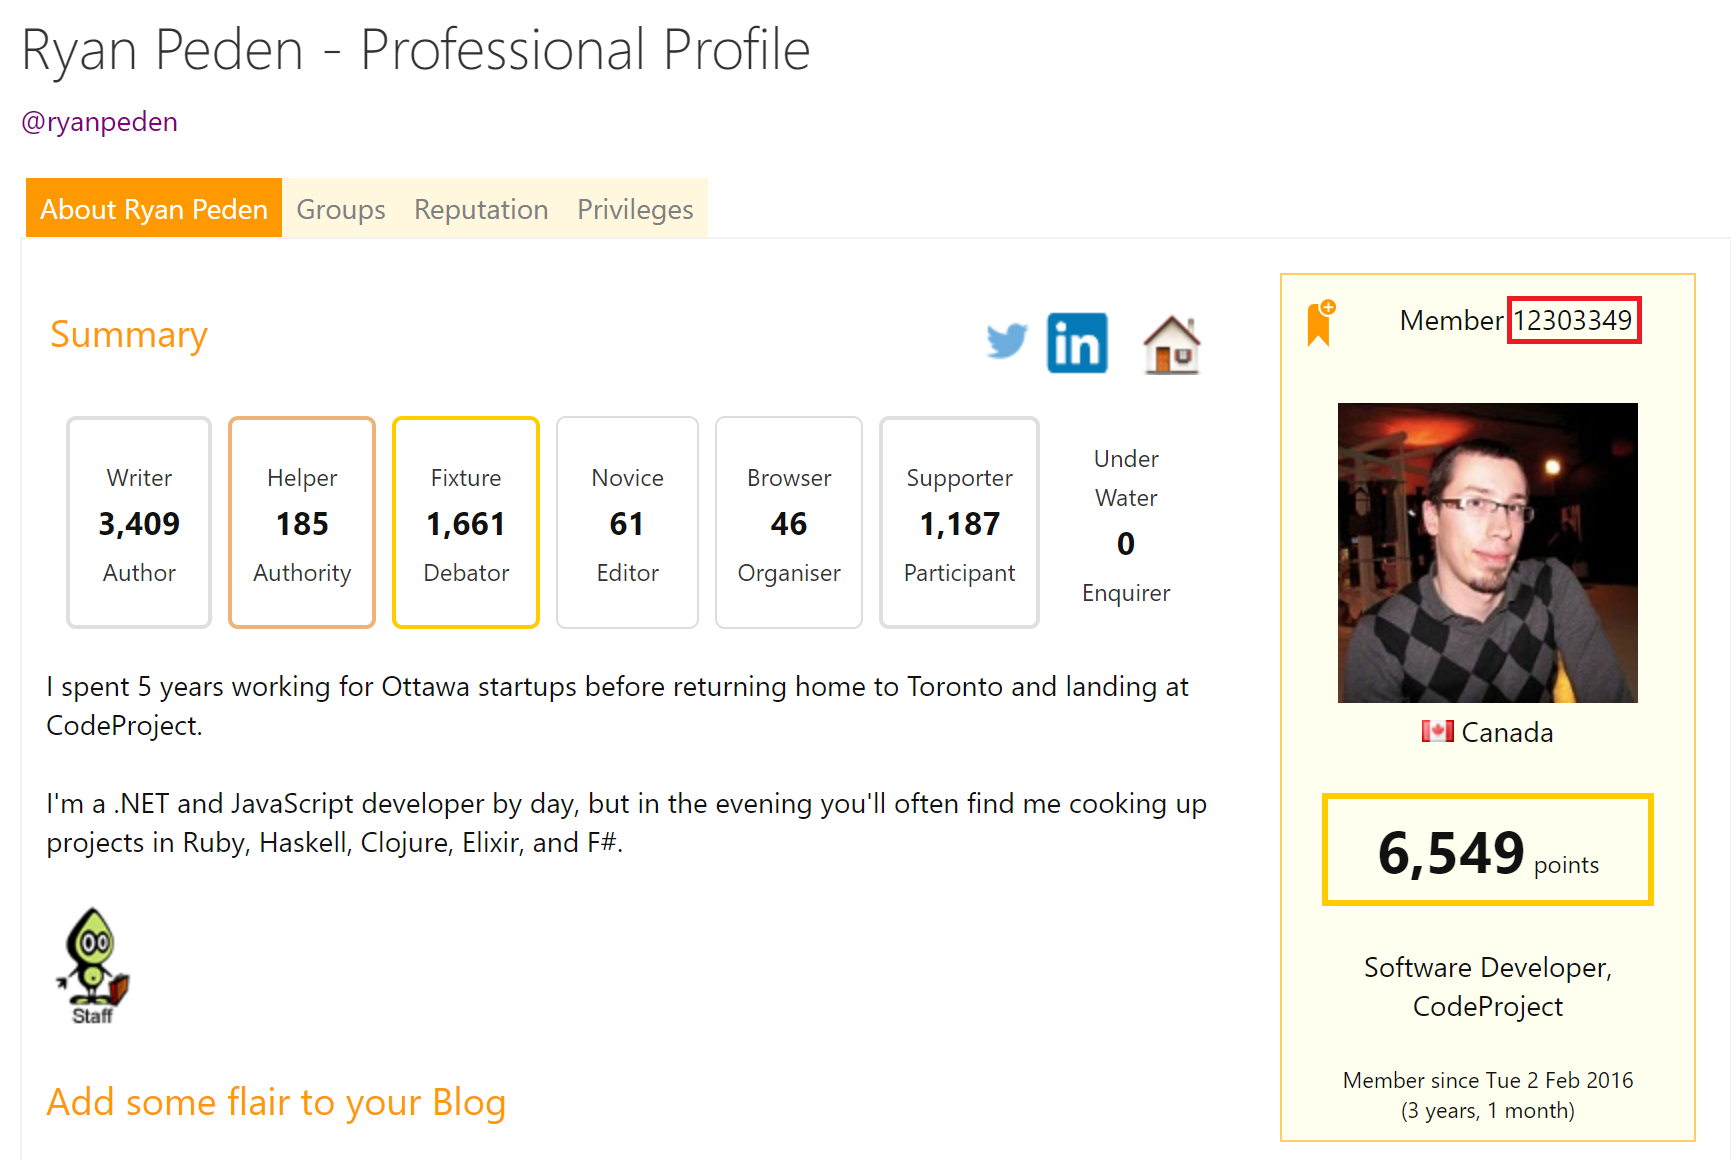 Ryan Peden - Professional Profile
@ryanpeden
About Ryan Peden Groups Reputation Privileges
Summary
in
Writer
3,409
Author
Helper
185
Authority
Fixture
1,661
Debator
Novice
61
Editor
Browser
46
Organiser
Supporter
1,187
Participant
Under
Water
0
Enquirer
I spent 5 years working for Ottawa startups before returning home to Toronto and landing at
CodeProject.
I'm a .NET and JavaScript developer by day, but in the evening you'll often find me cooking up
projects in Ruby, Haskell, Clojure, Elixir, and F#.
Staff
Add some flair to your Blog
Member 12303349
Canada
6,549 points
Software Developer,
CodeProject
Member since Tue 2 Feb 2016
(3 years, 1 month)